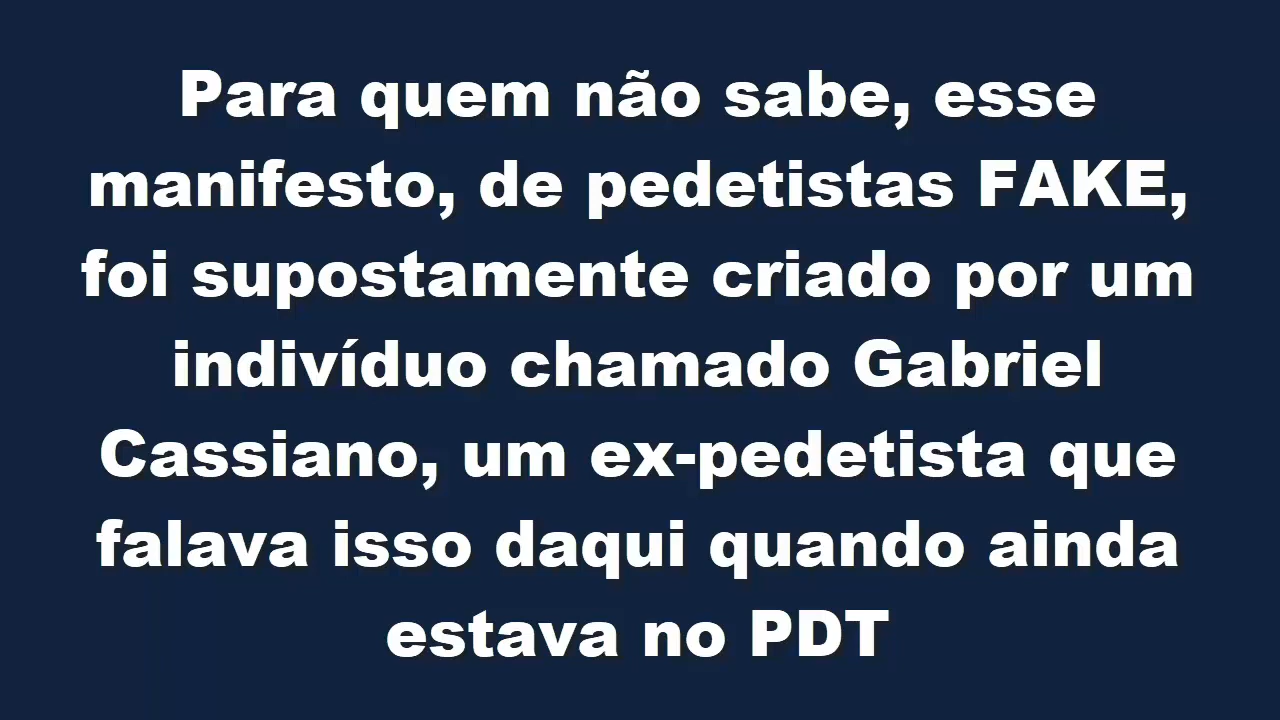 Para quem não sabe, esse
manifesto, de pedetistas FAKE,
foi supostamente criado por um
indivíduo chamado Gabriel
Cassiano, um ex-pedetista que
falava isso daqui quando ainda
estava no PDT